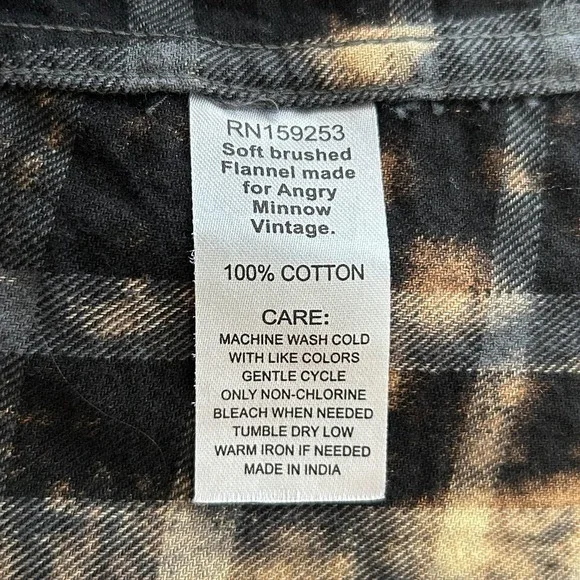 RN159253
Soft brushed
Flannel made
for Angry
Minnow
Vintage.
100% COTTON
CARE:
MACHINE WASH COLD
WITH LIKE COLORS
GENTLE CYCLE
ONLY NON-CHLORINE
BLEACH WHEN NEEDED
TUMBLE DRY LOW
WARM IRON IF NEEDED
MADE IN INDIA